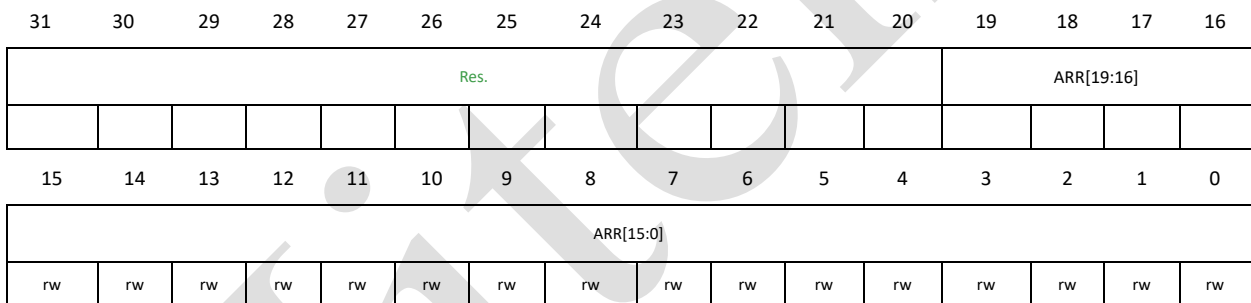 31 30 29 28 27 26 25 24 23 22 21 20 19 18 17 16
Res. ARR[19:16]
15 14 13 12 11 10 9 8 7 6 5 4 3 2 1 0
ARR[15:0]
rw rw rw rw rw rw rw rw rw rw rw rw rw rw rw rw